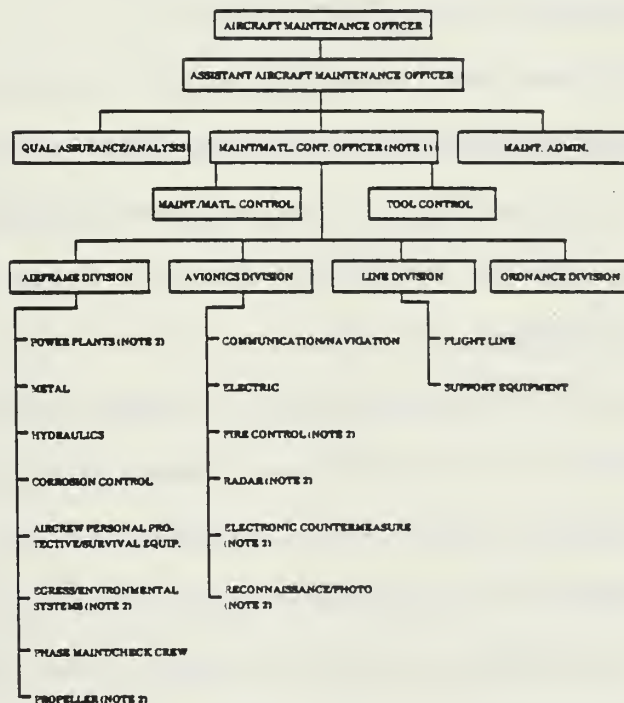 AIRCRAFT MAINTENANCE OFFICER
ASSISTANT AIRCRAFT MAINTENANCE OFFICER
QUAL. ASSURANCE/ANALYSIS
MAINT/MATL. CONT. OFFICER (NOTE 1)
MAINT. ADMIN.
MAINT./MATL. CONTROL
TOOL CONTROL
AIRFRAME DIVISION
AVIONICS DIVISION
LINE DIVISION
ORDNANCE DIVISION
POWER PLANTS (NOTE 2)
METAL
HYDRAULICS
CORROSION CONTROL
AIRCREW PERSONAL PRO-
TECTIVE/SURVIVAL EQUIP.
EGRESS/ENVIRONMENTAL
SYSTEMS (NOTE 2)
PHASE MAINT/CHECK CREW
PROPELLER (NOTE 2)
COMMUNICATION/NAVIGATION
ELECTRIC
FIRE CONTROL (NOTE 2)
RADAR (NOTE 2)
ELECTRONIC COUNTERMEASURE
(NOTE 2)
RECONNAISSANCE/PHOTO
(NOTE 2)
FLIGHT LINE
SUPPORT EQUIPMENT